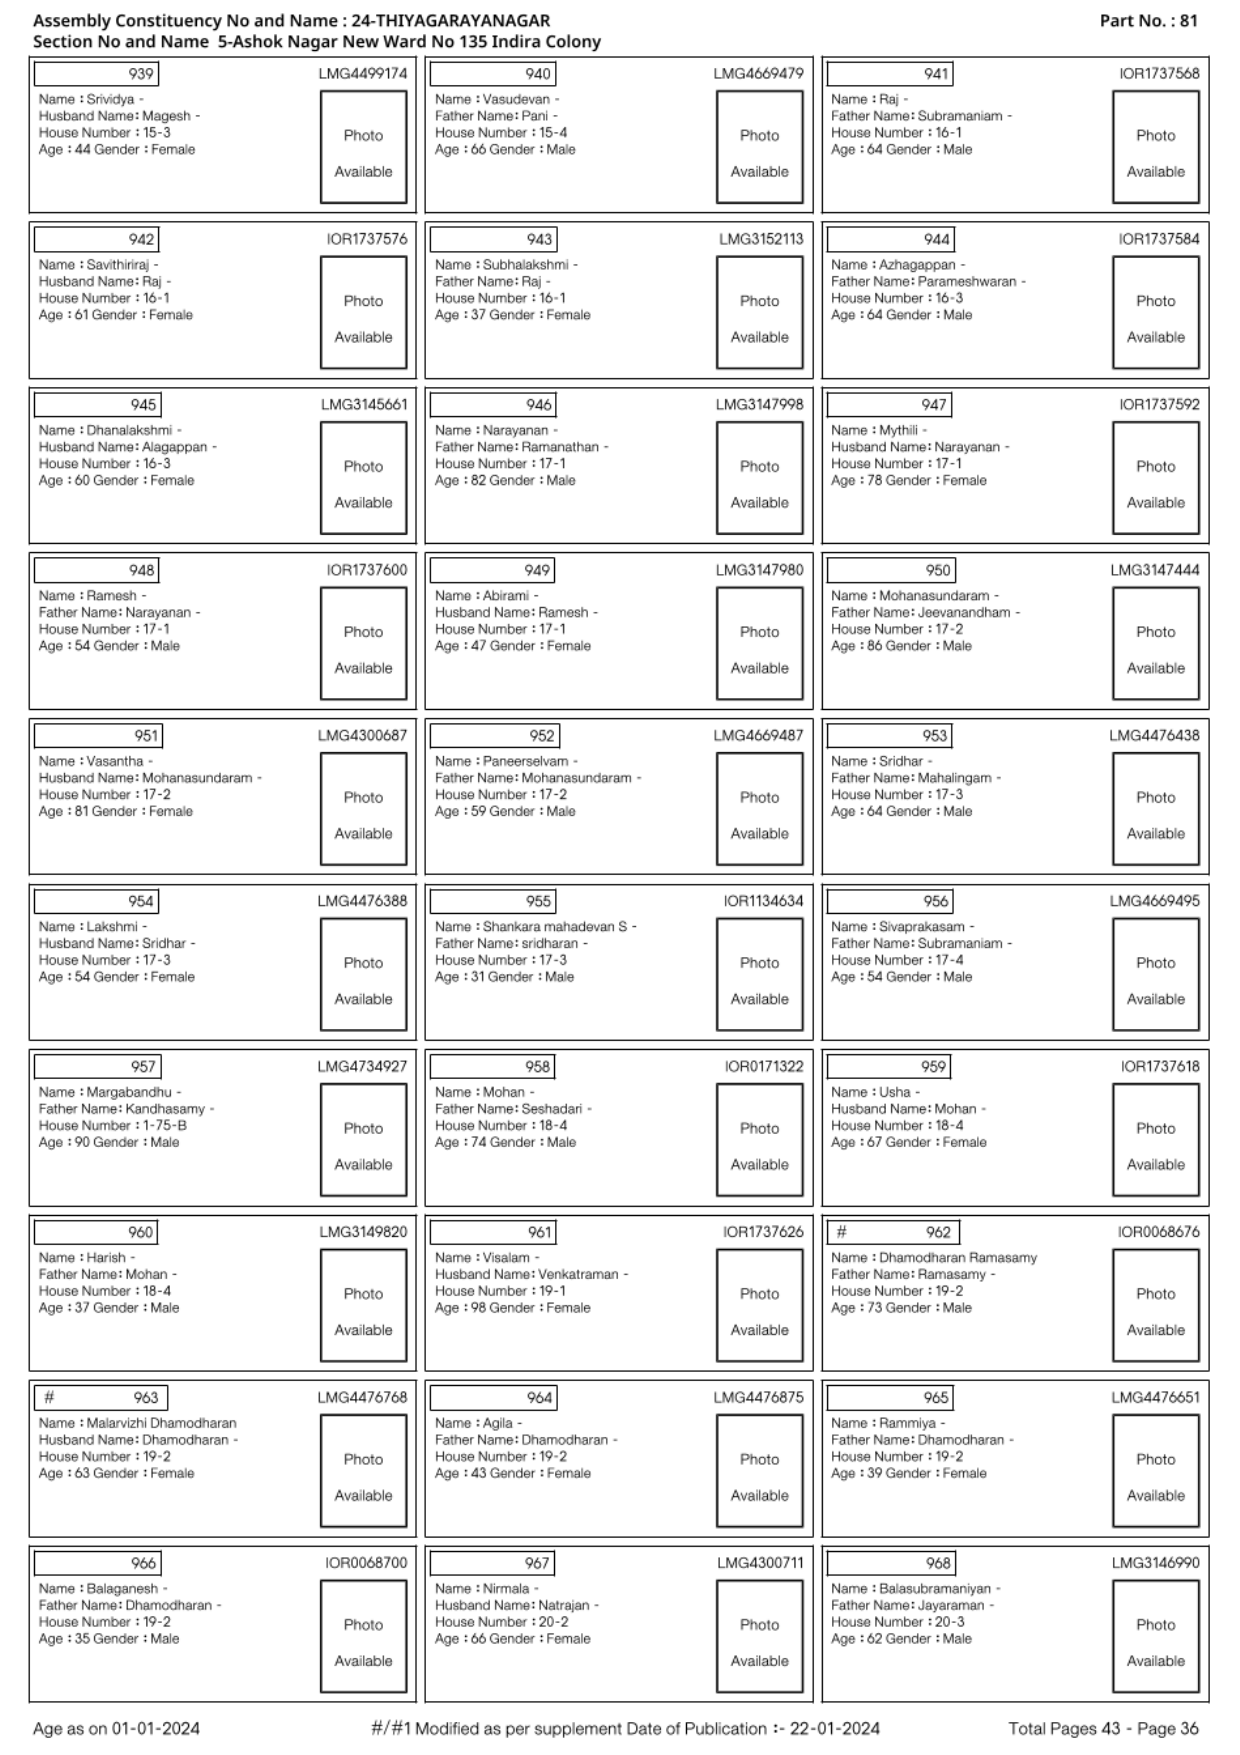 Assembly Constituency No and Name : 24-THIYAGARAYANAGAR Part No. : 81
Section No and Name 5-Ashok Nagar New Ward No 135 Indira Colony
939 LMG4499174
Name : Srividya -
Husband Name: Magesh -
House Number : 15-3
Age : 44 Gender : Female
Photo
Available
940 LMG4669479
Name : Vasudevan -
Father Name: Pani -
House Number : 15-4
Age : 66 Gender : Male
Photo
Available
941 IOR1737568
Name : Raj -
Father Name: Subramaniam -
House Number : 16-1
Age : 64 Gender : Male
Photo
Available
942 IOR1737576
Name : Savithiriraj -
Husband Name: Raj -
House Number : 16-1
Age : 61 Gender : Female
Photo
Available
943 LMG3152113
Name : Subhalakshmi -
Father Name: Raj -
House Number : 16-1
Age : 37 Gender : Female
Photo
Available
944 IOR1737584
Name : Azhagappan -
Father Name: Parameshwaran -
House Number : 16-3
Age : 64 Gender : Male
Photo
Available
945 LMG3145661
Name : Dhanalakshmi -
Husband Name: Alagappan -
House Number : 16-3
Age : 60 Gender : Female
Photo
Available
946 LMG3147998
Name : Narayanan -
Father Name: Ramanathan -
House Number : 17-1
Age : 82 Gender : Male
Photo
Available
947 IOR1737592
Name : Mythili -
Husband Name: Narayanan -
House Number : 17-1
Age : 78 Gender : Female
Photo
Available
948 IOR1737600
Name : Ramesh -
Father Name: Narayanan -
House Number : 17-1
Age : 54 Gender : Male
Photo
Available
949 LMG3147980
Name : Abirami -
Husband Name: Ramesh -
House Number : 17-1
Age : 47 Gender : Female
Photo
Available
950 LMG3147444
Name : Mohanasundaram -
Father Name: Jeevanandham -
House Number : 17-2
Age : 86 Gender : Male
Photo
Available
951 LMG4300687
Name : Vasantha -
Husband Name: Mohanasundaram -
House Number : 17-2
Age : 81 Gender : Female
Photo
Available
952 LMG4669487
Name : Paneerselvam -
Father Name: Mohanasundaram -
House Number : 17-2
Age : 59 Gender : Male
Photo
Available
953 LMG4476438
Name : Sridhar -
Father Name: Mahalingam -
House Number : 17-3
Age : 64 Gender : Male
Photo
Available
954 LMG4476388
Name : Lakshmi -
Husband Name: Sridhar -
House Number : 17-3
Age : 54 Gender : Female
Photo
Available
955 IOR1134634
Name : Shankara mahadevan S -
Father Name: sridharan -
House Number : 17-3
Age : 31 Gender : Male
Photo
Available
956 LMG4669495
Name : Sivaprakasam -
Father Name: Subramaniam -
House Number : 17-4
Age : 54 Gender : Male
Photo
Available
957 LMG4734927
Name : Margabandhu -
Father Name: Kandhasamy -
House Number : 1-75-B
Age : 90 Gender : Male
Photo
Available
958 IOR0171322
Name : Mohan -
Father Name: Seshadari -
House Number : 18-4
Age : 74 Gender : Male
Photo
Available
959 IOR1737618
Name : Usha -
Husband Name: Mohan -
House Number : 18-4
Age : 67 Gender : Female
Photo
Available
960 LMG3149820
Name : Harish -
Father Name: Mohan -
House Number : 18-4
Age : 37 Gender : Male
Photo
Available
961 IOR1737626
Name : Visalam -
Husband Name: Venkatraman -
House Number : 19-1
Age : 98 Gender : Female
Photo
Available
# 962 IOR0068676
Name : Dhamodharan Ramasamy
Father Name: Ramasamy -
House Number : 19-2
Age : 73 Gender : Male
Photo
Available
# 963 LMG4476768
Name : Malarvizhi Dhamodharan
Husband Name: Dhamodharan -
House Number : 19-2
Age : 63 Gender : Female
Photo
Available
964 LMG4476875
Name : Agila -
Father Name: Dhamodharan -
House Number : 19-2
Age : 43 Gender : Female
Photo
Available
965 LMG4476651
Name : Rammiya -
Father Name: Dhamodharan -
House Number : 19-2
Age : 39 Gender : Female
Photo
Available
966 IOR0068700
Name : Balaganesh -
Father Name: Dhamodharan -
House Number : 19-2
Age : 35 Gender : Male
Photo
Available
967 LMG4300711
Name : Nirmala -
Husband Name: Natrajan -
House Number : 20-2
Age : 66 Gender : Female
Photo
Available
968 LMG3146990
Name : Balasubramaniyan -
Father Name: Jayaraman -
House Number : 20-3
Age : 62 Gender : Male
Photo
Available
Age as on 01-01-2024 #/#1 Modified as per supplement Date of Publication :- 22-01-2024 Total Pages 43 - Page 36